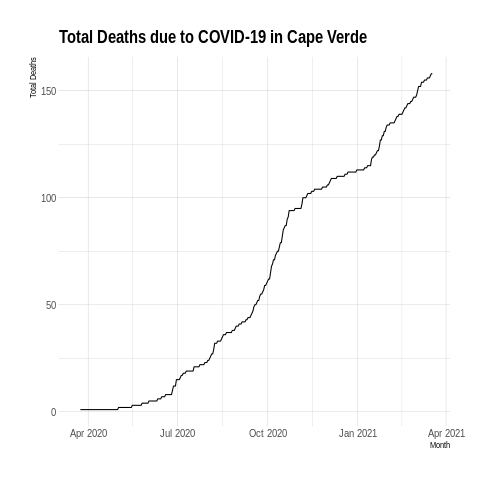 Total Deaths due to COVID-19 in Cape Verde
Total Deaths
150
100
50
0
Apr 2020
Jul 2020
Oct 2020
Jan 2021
Apr 2021
Month